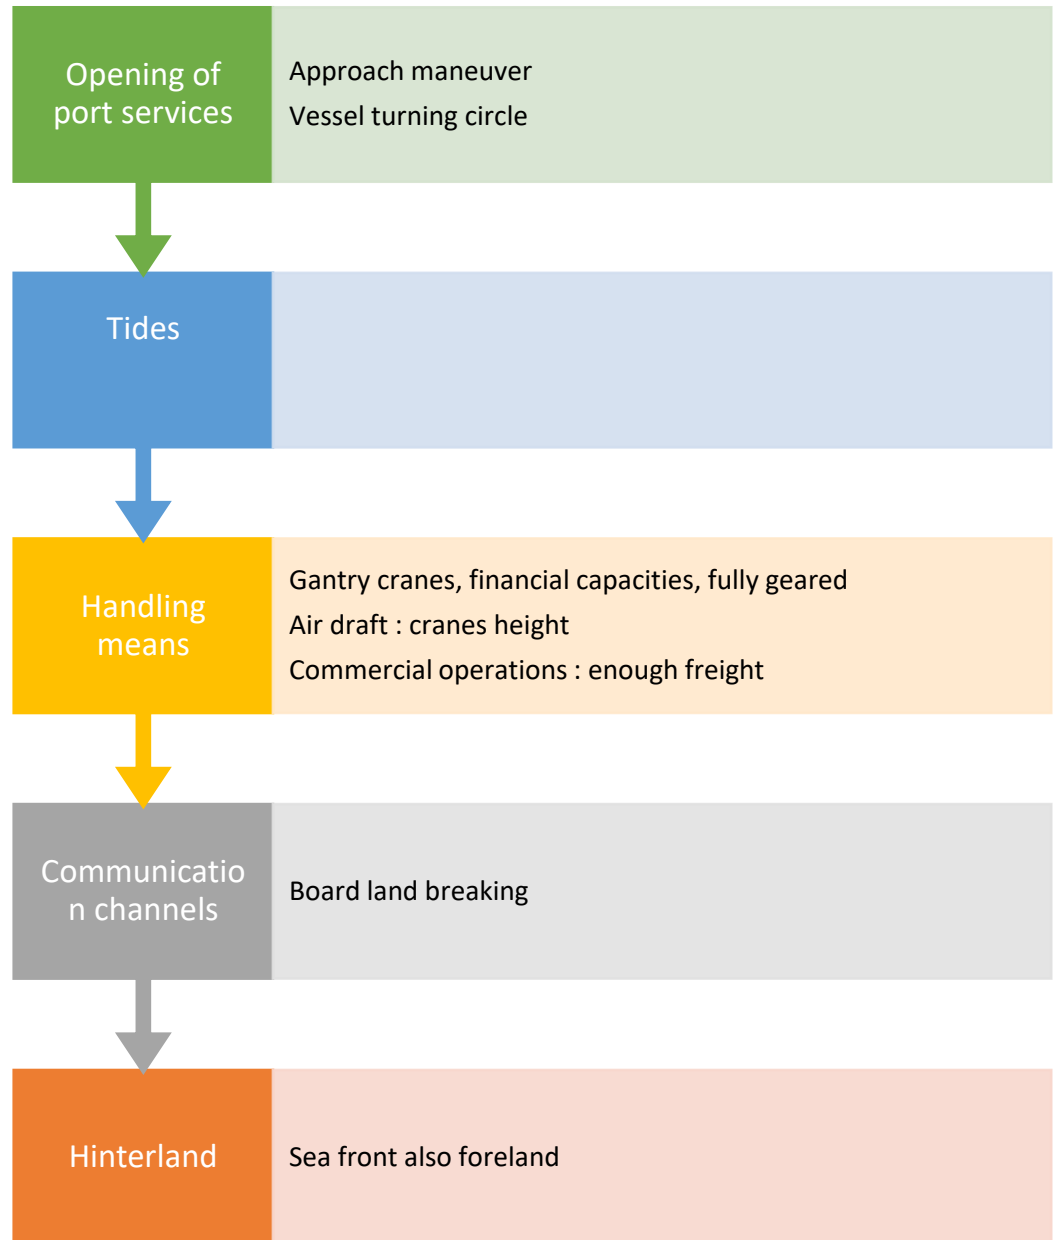 Opening of
port services
Approach maneuver
Vessel turning circle
Tides
Handling
means
Gantry cranes, financial capacities, fully geared
Air draft : cranes height
Commercial operations : enough freight
Communicatio
n channels
Board land breaking
Hinterland
Sea front also foreland